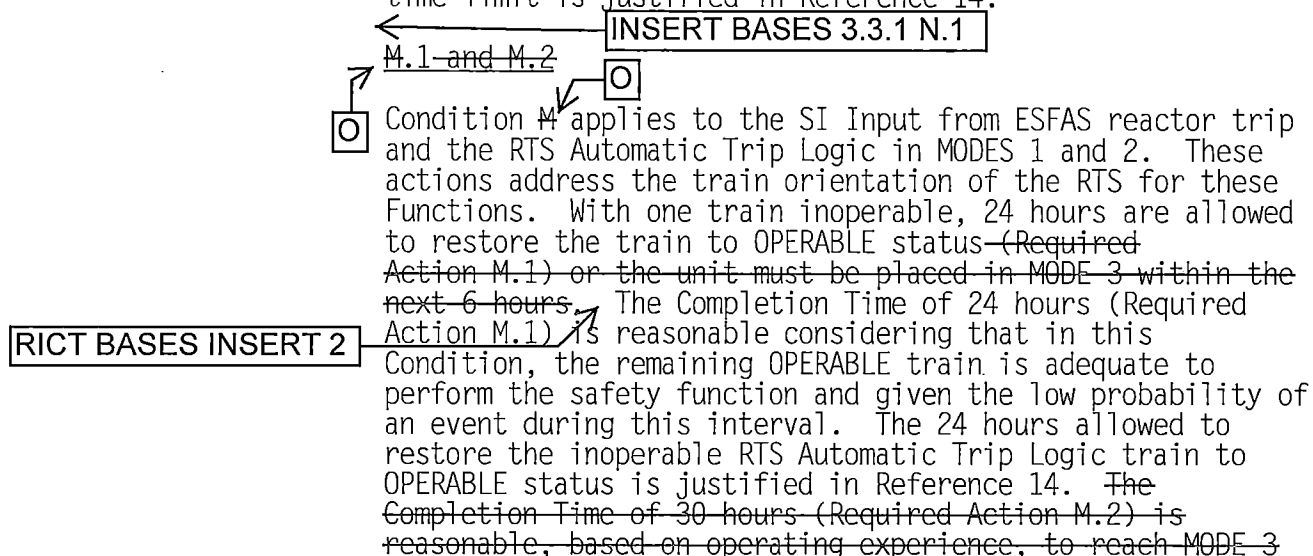 time limit is justified in Reference 14.
INSERT BASES 3.3.1 N.1
M.1 and M.2
O
O
Condition M applies to the SI Input from ESFAS reactor trip
and the RTS Automatic Trip Logic in MODES 1 and 2. These
actions address the train orientation of the RTS for these
Functions. With one train inoperable, 24 hours are allowed
to restore the train to OPERABLE status (Required
Action M.1) or the unit must be placed in MODE 3 within the
next 6 hours. The Completion Time of 24 hours (Required
RICT BASES INSERT 2
Action M.1) is reasonable considering that in this
Condition, the remaining OPERABLE train is adequate to
perform the safety function and given the low probability of
an event during this interval. The 24 hours allowed to
restore the inoperable RTS Automatic Trip Logic train to
OPERABLE status is justified in Reference 14. The
Completion Time of 30 hours (Required Action M.2) is
reasonable, based on operating experience, to reach MODE 3